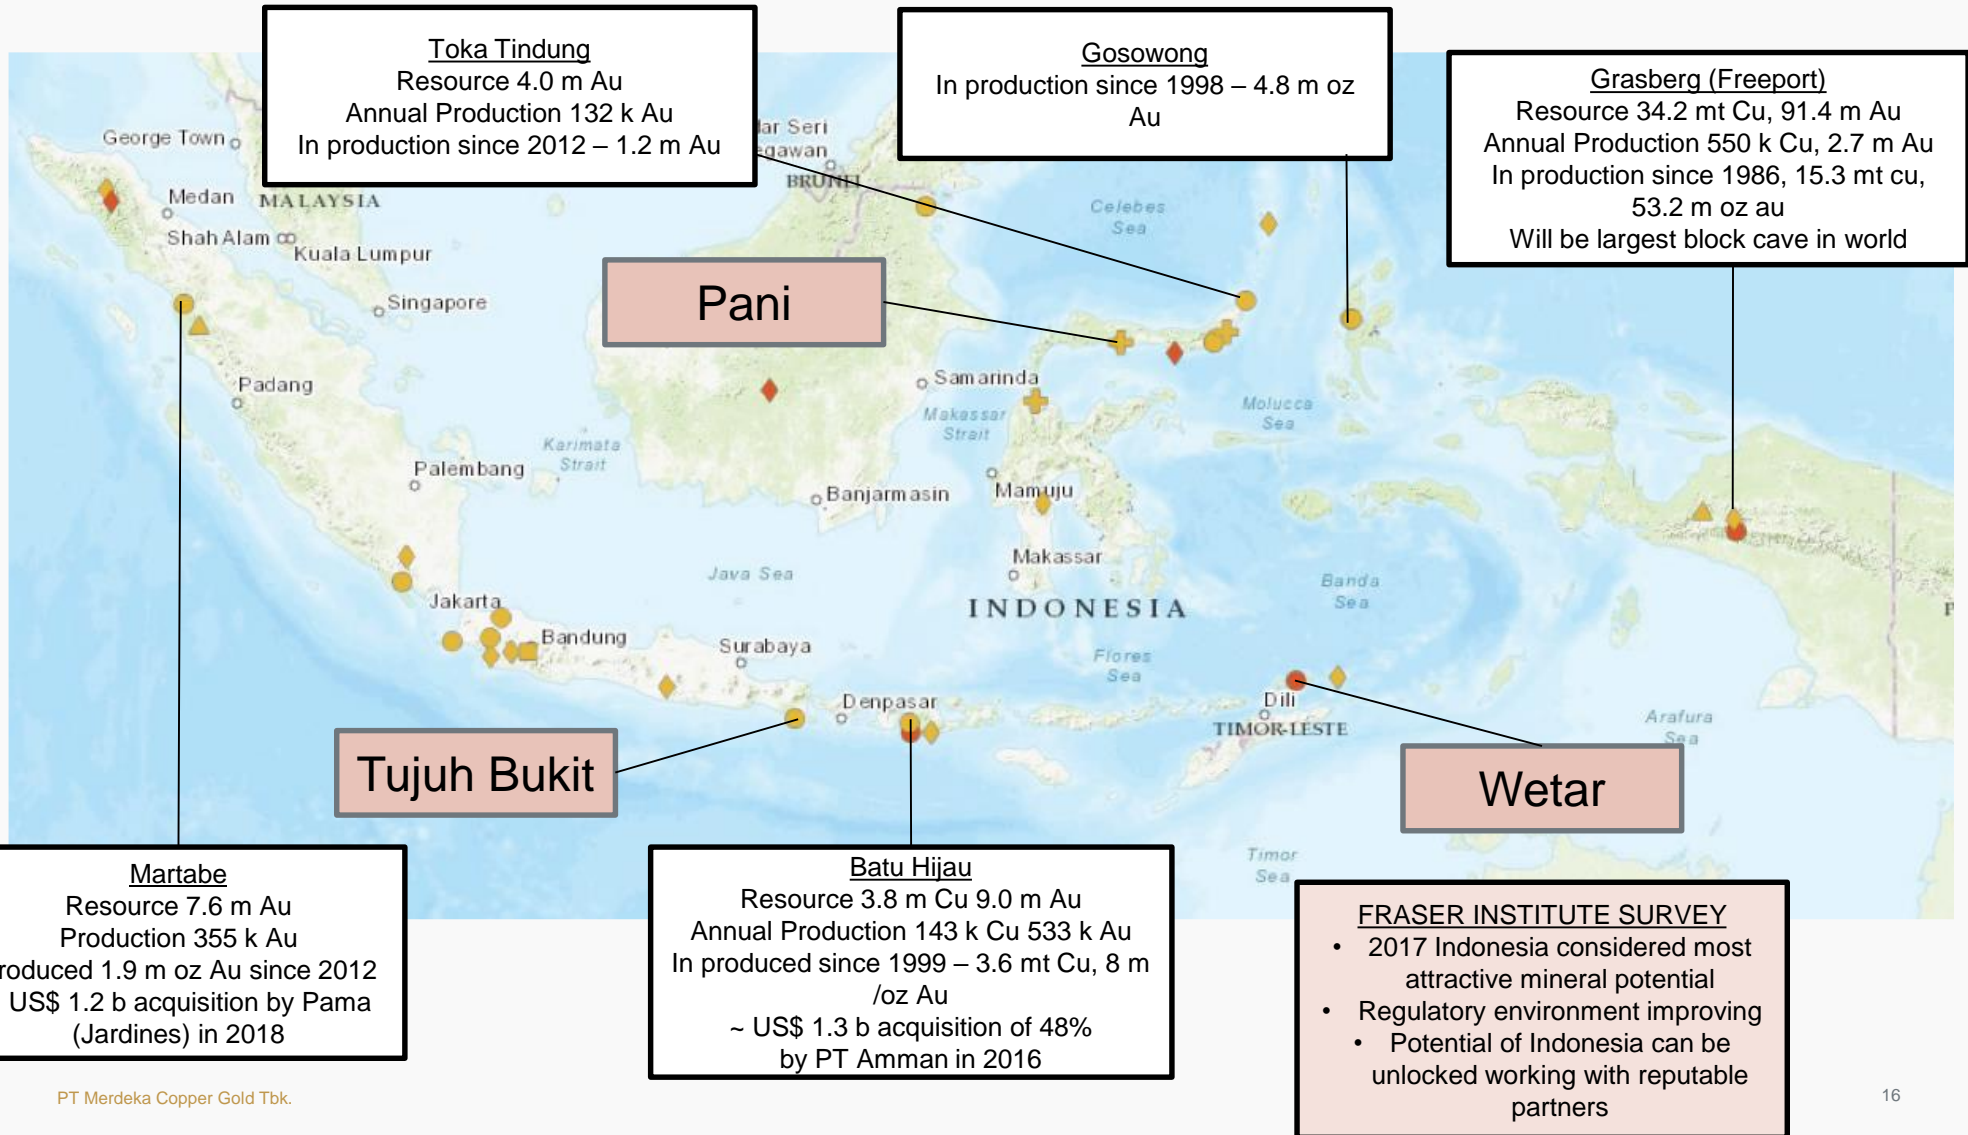 Toka Tindung
Resource 4.0 m Au
Annual Production 132 k Au
In production since 2012 – 1.2 m Au
Gosowong
In production since 1998 – 4.8 m oz
Au
Grasberg (Freeport)
Resource 34.2 mt Cu, 91.4 m Au
Annual Production 550 k Cu, 2.7 m Au
In production since 1986, 15.3 mt cu,
53.2 m oz au
Will be largest block cave in world
George Town
Medan
MALAYSIA
Shah Alam
Kuala Lumpur
Singapore
dar Seri
egawan
BRUNEI
Celebes
Sea
Pani
Padang
Samarinda
Makassar
Strait
Molucca
Sea
Karimata
Strait
Palembang
Banjarmasin
Mamuju
Makassar
Java Sea
Jakarta
Bandung
Surabaya
INDONESIA
Banda
Sea
Flores
Sea
Denpasar
Dili
TIMOR-LESTE
Arafura
Sea
P
Tujuh Bukit
Wetar
Timor
Sea
Martabe
Resource 7.6 m Au
Production 355 k Au
roduced 1.9 m oz Au since 2012
US$ 1.2 b acquisition by Pama
(Jardines) in 2018
Batu Hijau
Resource 3.8 m Cu 9.0 m Au
Annual Production 143 k Cu 533 k Au
In produced since 1999 – 3.6 mt Cu, 8 m
/oz Au
~ US$ 1.3 b acquisition of 48%
by PT Amman in 2016
FRASER INSTITUTE SURVEY
• 2017 Indonesia considered most
attractive mineral potential
• Regulatory environment improving
• Potential of Indonesia can be
unlocked working with reputable
partners
PT Merdeka Copper Gold Tbk.
16